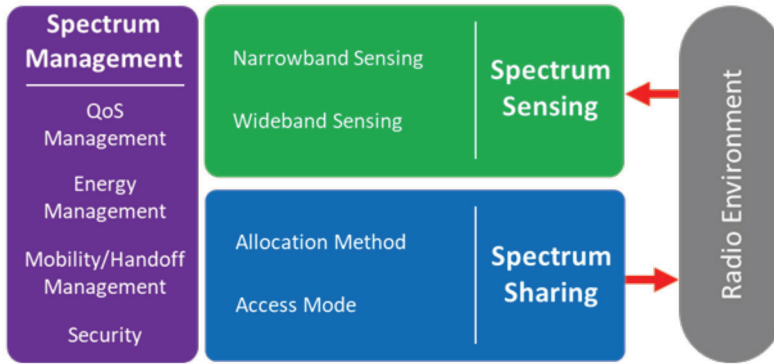 Spectrum
Management
QoS
Management
Energy
Management
Mobility/Handoff
Management
Security
Narrowband Sensing
Wideband Sensing
Spectrum
Sensing
Allocation Method
Access Mode
Spectrum
Sharing
Radio Environment